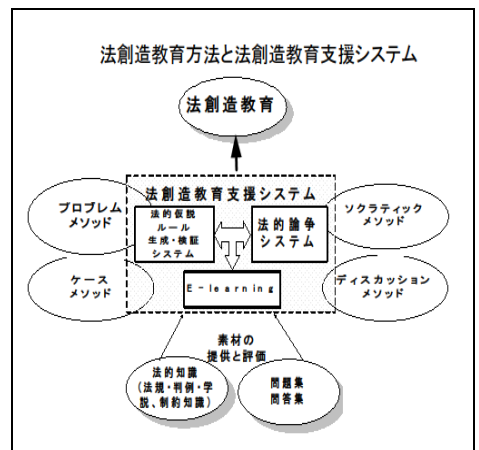 法創造教育方法と法創造教育支援システム
法創造教育
法創造教育支援システム
プロブレム
メソッド
法的仮説
ルール
生成・検証
システム
法的論争
システム
ソクラティック
メソッド
ケース
メソッド
E-learning
ディスカッション
メソッド
素材の
提供と評価
法的知識
(法規・判例・学
説、制約知識)
問題集
問答集